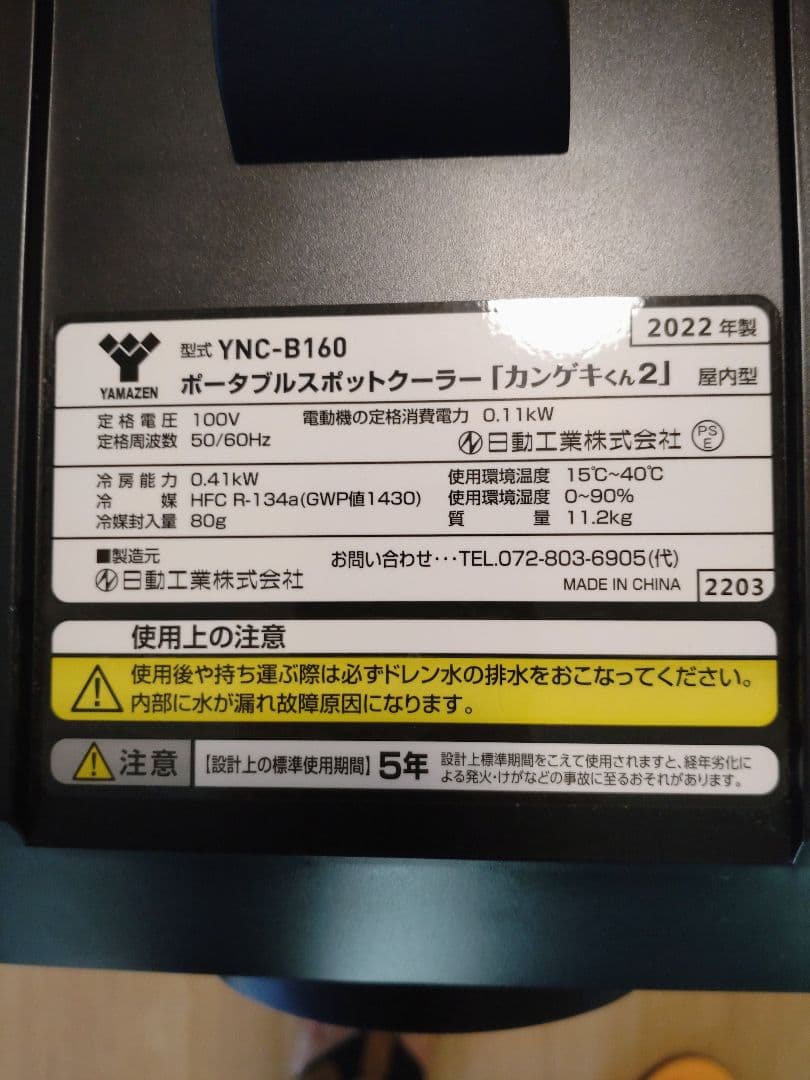 2022年製
YAMAZEN
型式 YNC-B160
ポータブルスポットクーラー「カンゲキくん2」 屋内型
定格電圧 100V 電動機の定格消費電力 0.11kW
定格周波数 50/60Hz 日動工業株式会社 PSE
冷房能力 0.41kW 使用環境温度 15℃~40℃
冷媒 HFC R-134a(GWP値1430) 使用環境湿度 0~90%
冷媒封入量 80g 質量 11.2kg
■製造元 お問い合わせ･･･TEL.072-803-6905(代)
日動工業株式会社 MADE IN CHINA 2203
使用上の注意
使用後や持ち運ぶ際は必ずドレン水の排水をおこなってください。
内部に水が漏れ故障原因になります。
注意 【設計上の標準使用期間】5年 設計上標準期間をこえて使用されますと、経年劣化に
よる発火・けがなどの事故に至るおそれがあります。